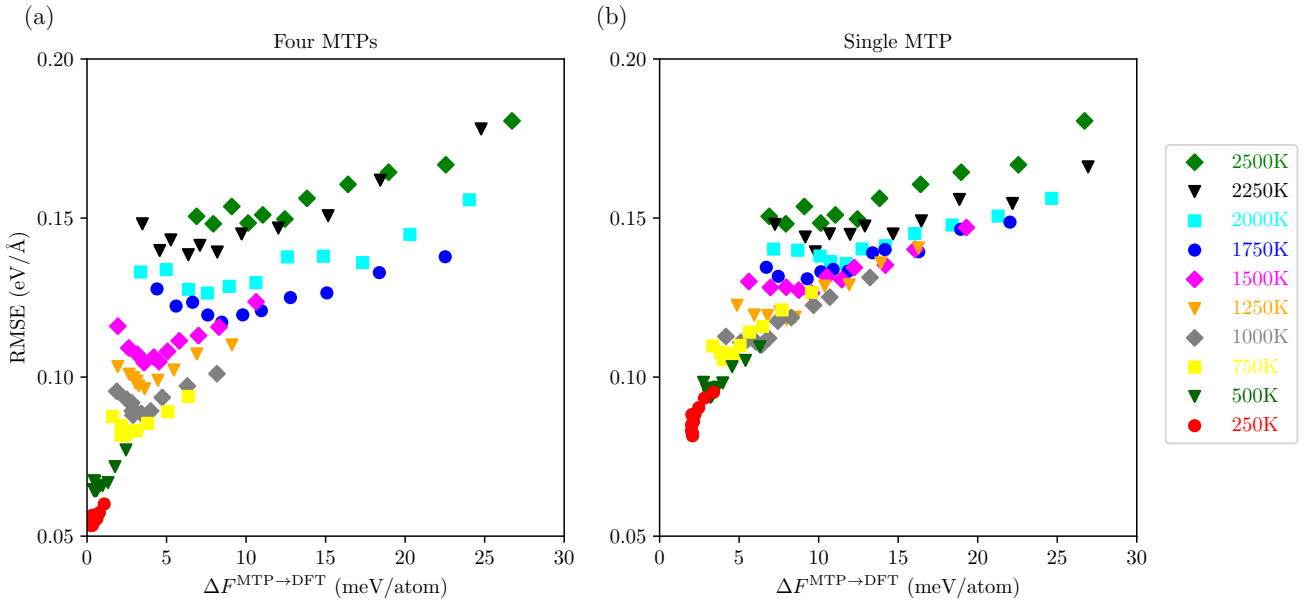 (a)
Four MTPs
0.20
0.15
0.10
0.05
RMSE (eV/Å)
0 5 10 15 20 25 30
ΔF^MTP→DFT (meV/atom)
(b)
Single MTP
0.20
0.15
0.10
0.05
0 5 10 15 20 25 30
ΔF^MTP→DFT (meV/atom)
2500K
2250K
2000K
1750K
1500K
1250K
1000K
750K
500K
250K